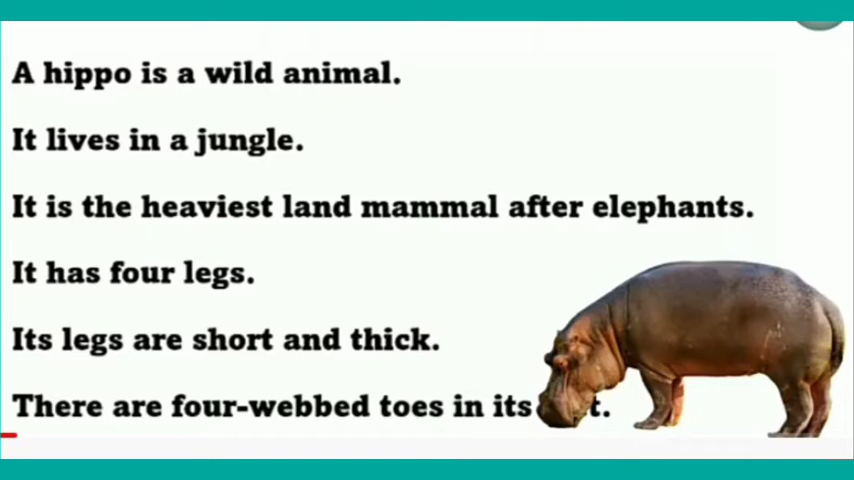 A hippo is a wild animal.
It lives in a jungle.
It is the heaviest land mammal after elephants.
It has four legs.
Its legs are short and thick.
There are four-webbed toes in its